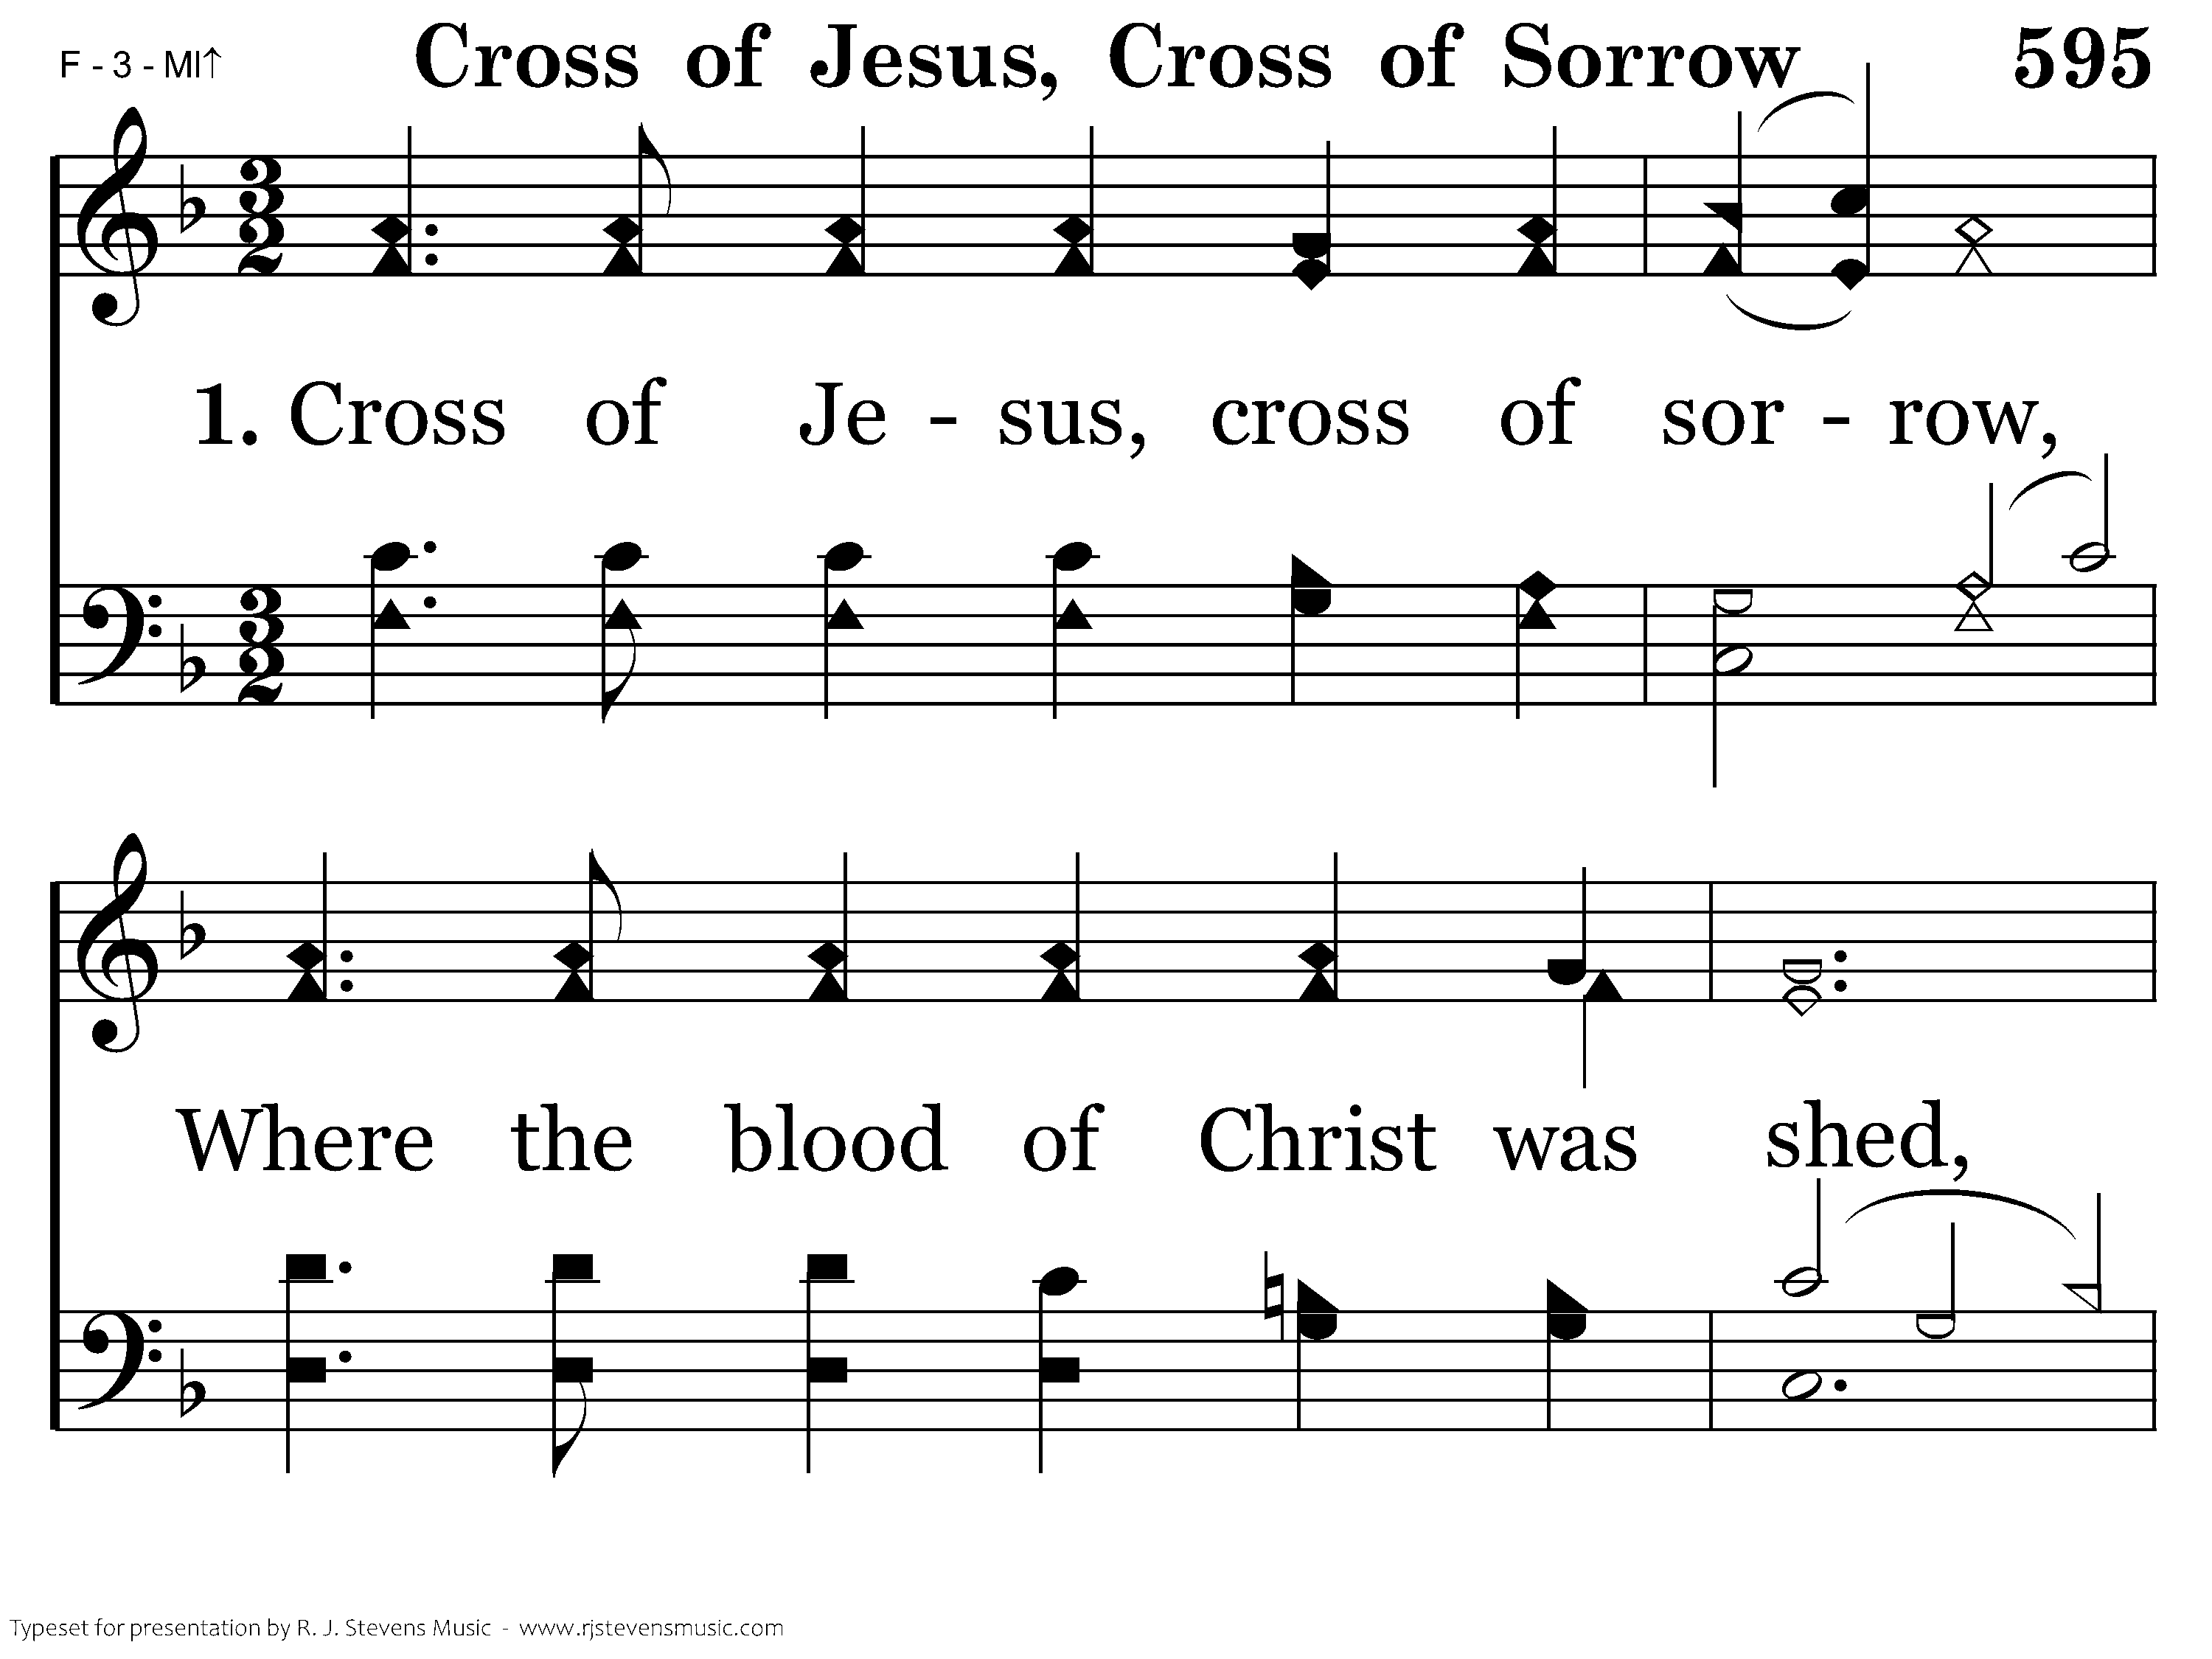 F - 3 - MI↑ Cross of Jesus, Cross of Sorrow 595
1. Cross of Je - sus, cross of sor - row,
Where the blood of Christ was shed,
Typeset for presentation by R. J. Stevens Music - www.rjstevensmusic.com